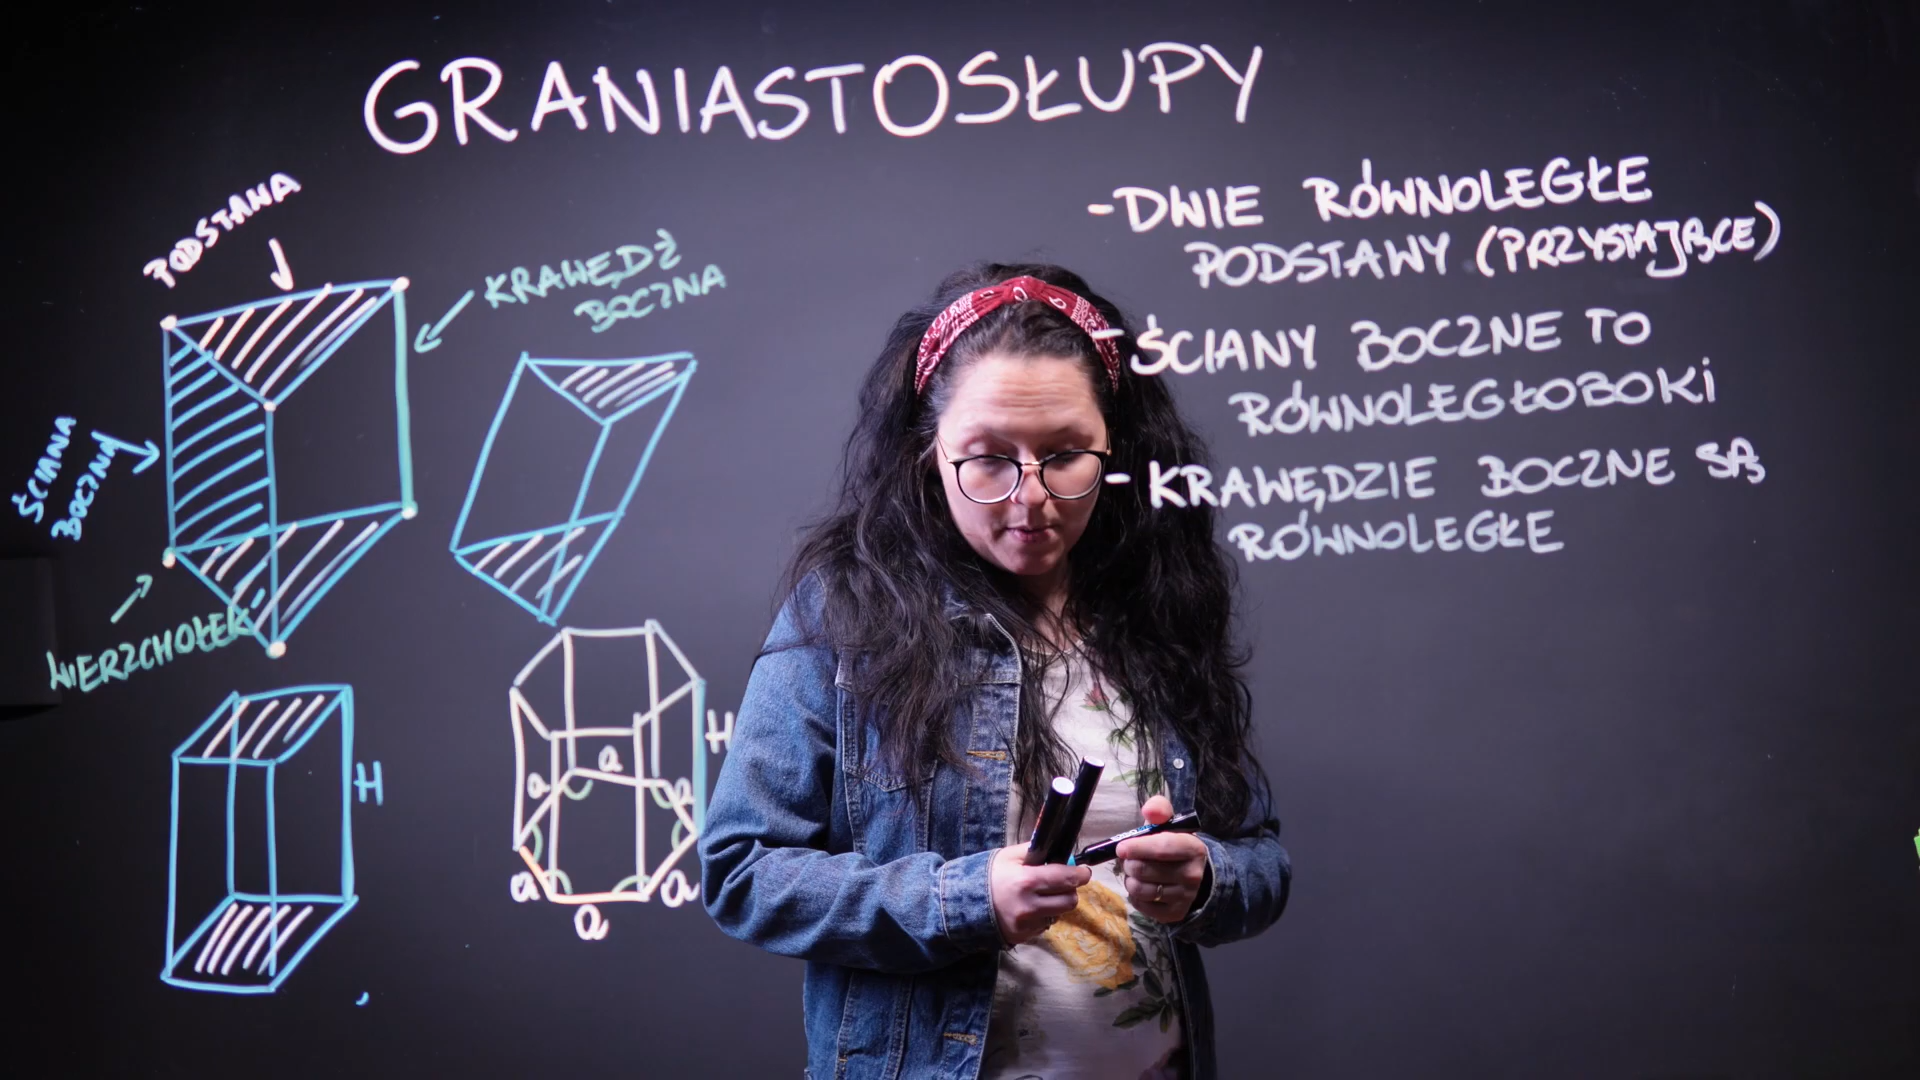 GRANIASTOSŁUPY
PODSTAWA
KRAWĘDŹ
BOCZNA
ŚCIANA
BOCZNA
WIERZCHOŁEK
H
H
a
a
a
a
a
a
- DWIE RÓWNOLEGŁE
PODSTAWY (PRZYSTAJĄCE)
- ŚCIANY BOCZNE TO
RÓWNOLEGŁOBOKi
- KRAWĘDZIE BOCZNE SĄ
RÓWNOLEGŁE